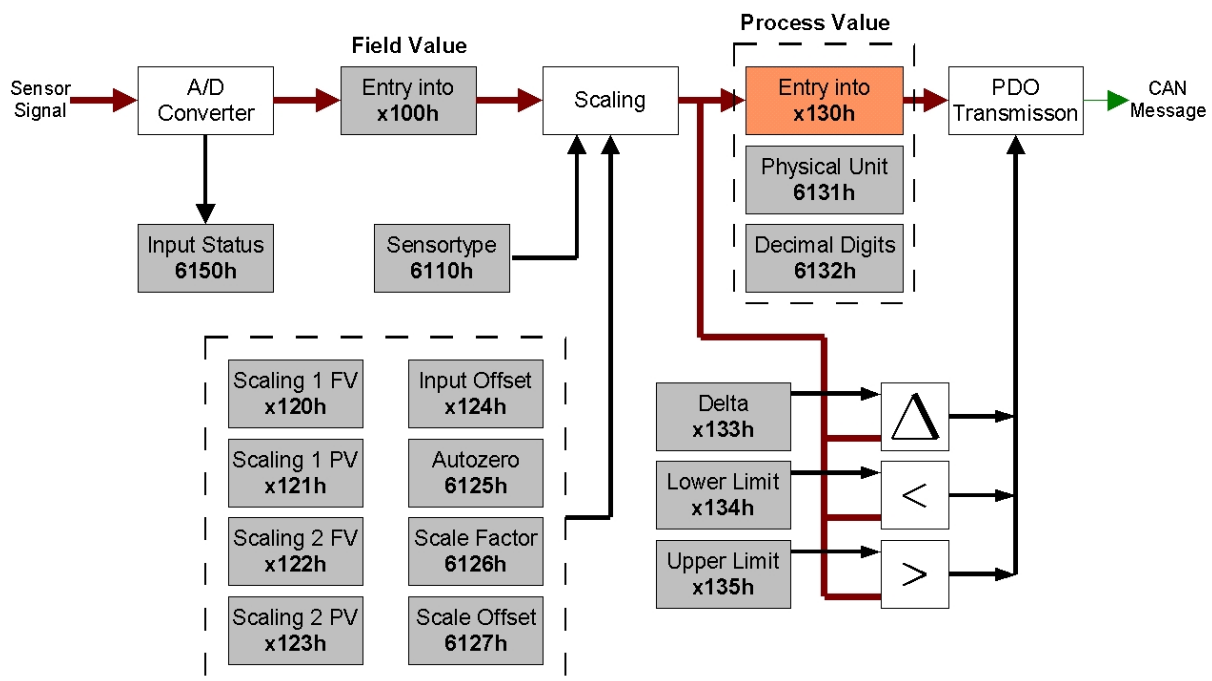 Process Value
Field Value
Sensor
Signal
A/D
Converter
Entry into
x100h
Scaling
Entry into
x130h
PDO
Transmisson
CAN
Message
Physical Unit
6131h
Input Status
6150h
Sensortype
6110h
Decimal Digits
6132h
Scaling 1 FV
x120h
Input Offset
x124h
Scaling 1 PV
x121h
Autozero
6125h
Scaling 2 FV
x122h
Scale Factor
6126h
Scaling 2 PV
x123h
Scale Offset
6127h
Delta
x133h
Δ
Lower Limit
x134h
<
Upper Limit
x135h
>